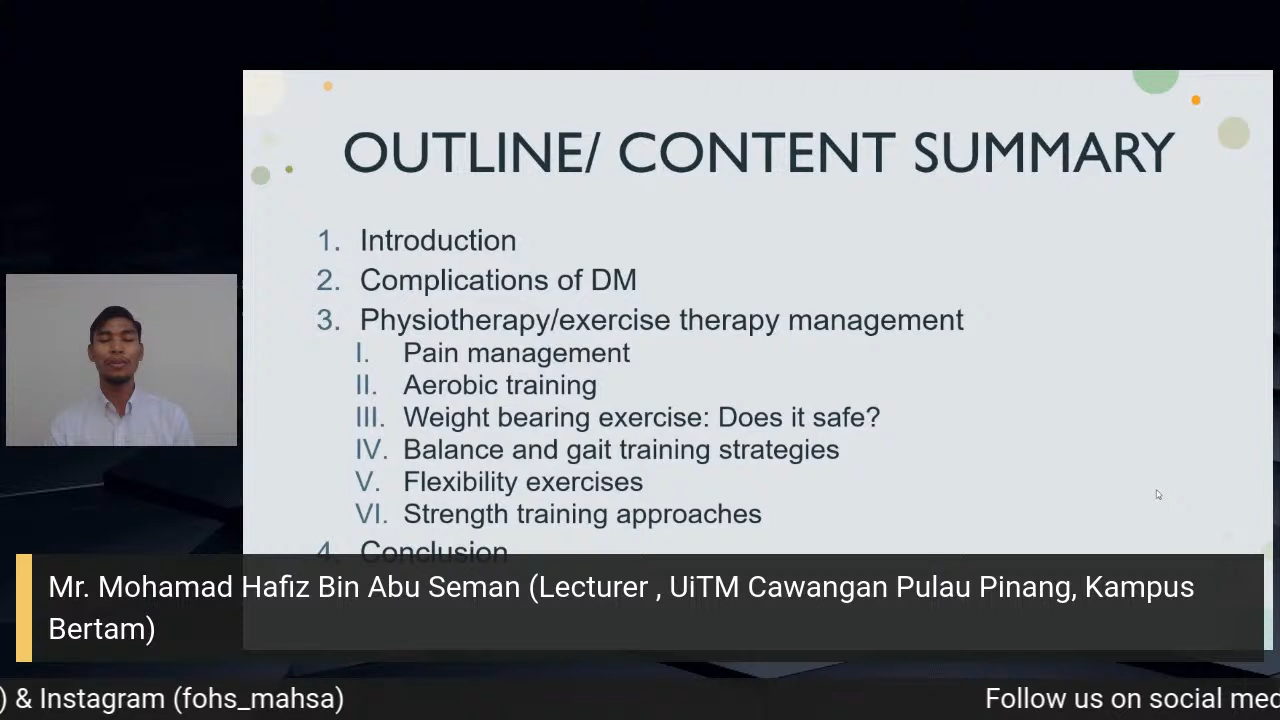 OUTLINE/ CONTENT SUMMARY
1. Introduction
2. Complications of DM
3. Physiotherapy/exercise therapy management
I. Pain management
II. Aerobic training
III. Weight bearing exercise: Does it safe?
IV. Balance and gait training strategies
V. Flexibility exercises
VI. Strength training approaches
4. Conclusion
Mr. Mohamad Hafiz Bin Abu Seman (Lecturer , UiTM Cawangan Pulau Pinang, Kampus
Bertam)
) & Instagram (fohs_mahsa) Follow us on social med